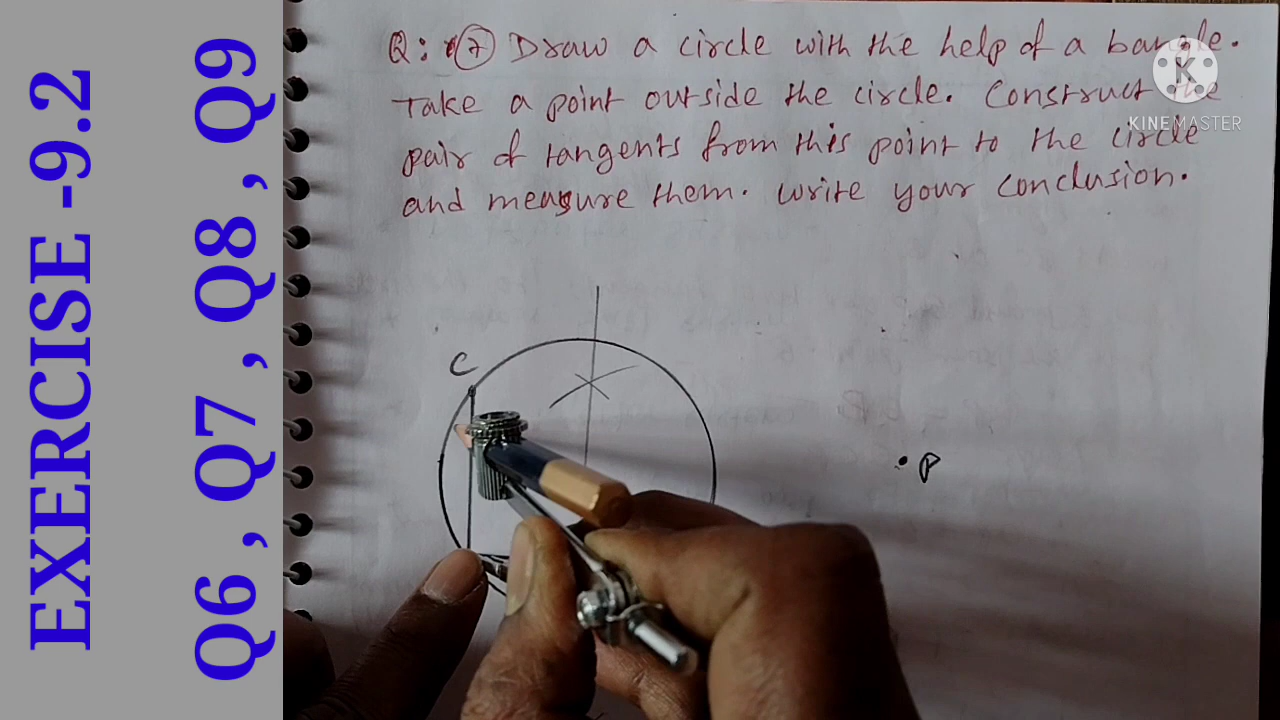 EXERCISE -9.2
Q6 , Q7 , Q8 , Q9
Q: 7 Draw a circle with the help of a bangle.
Take a point outside the circle. Construct the
pair of tangents from this point to the circle
and measure them. Write your conclusion.
K
KINEMASTER
C
P